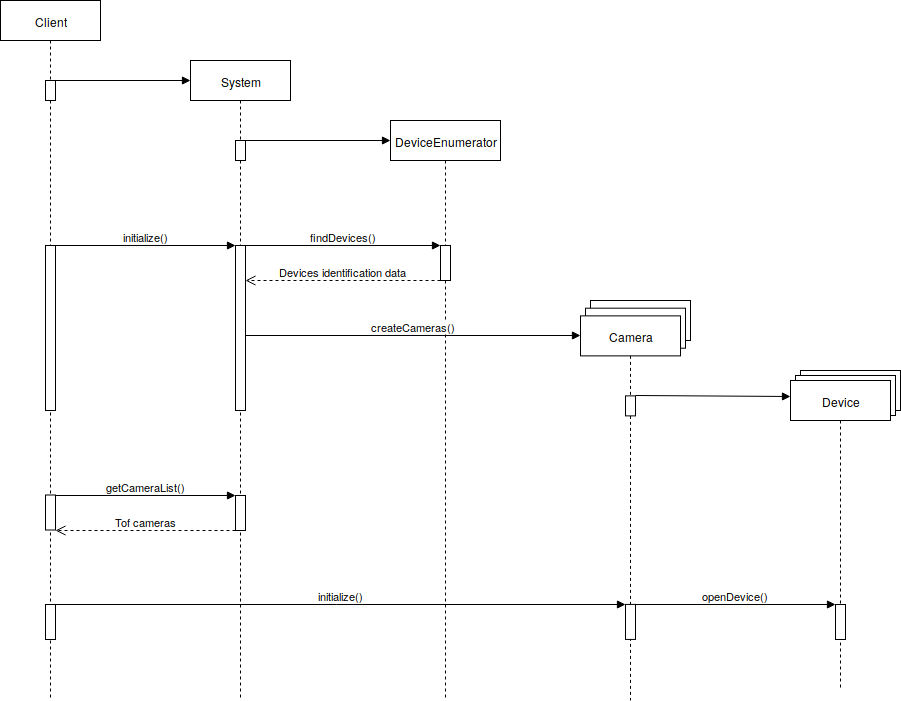 Client
System
DeviceEnumerator
initialize()
findDevices()
Devices identification data
createCameras()
Camera
Device
getCameraList()
Tof cameras
initialize()
openDevice()